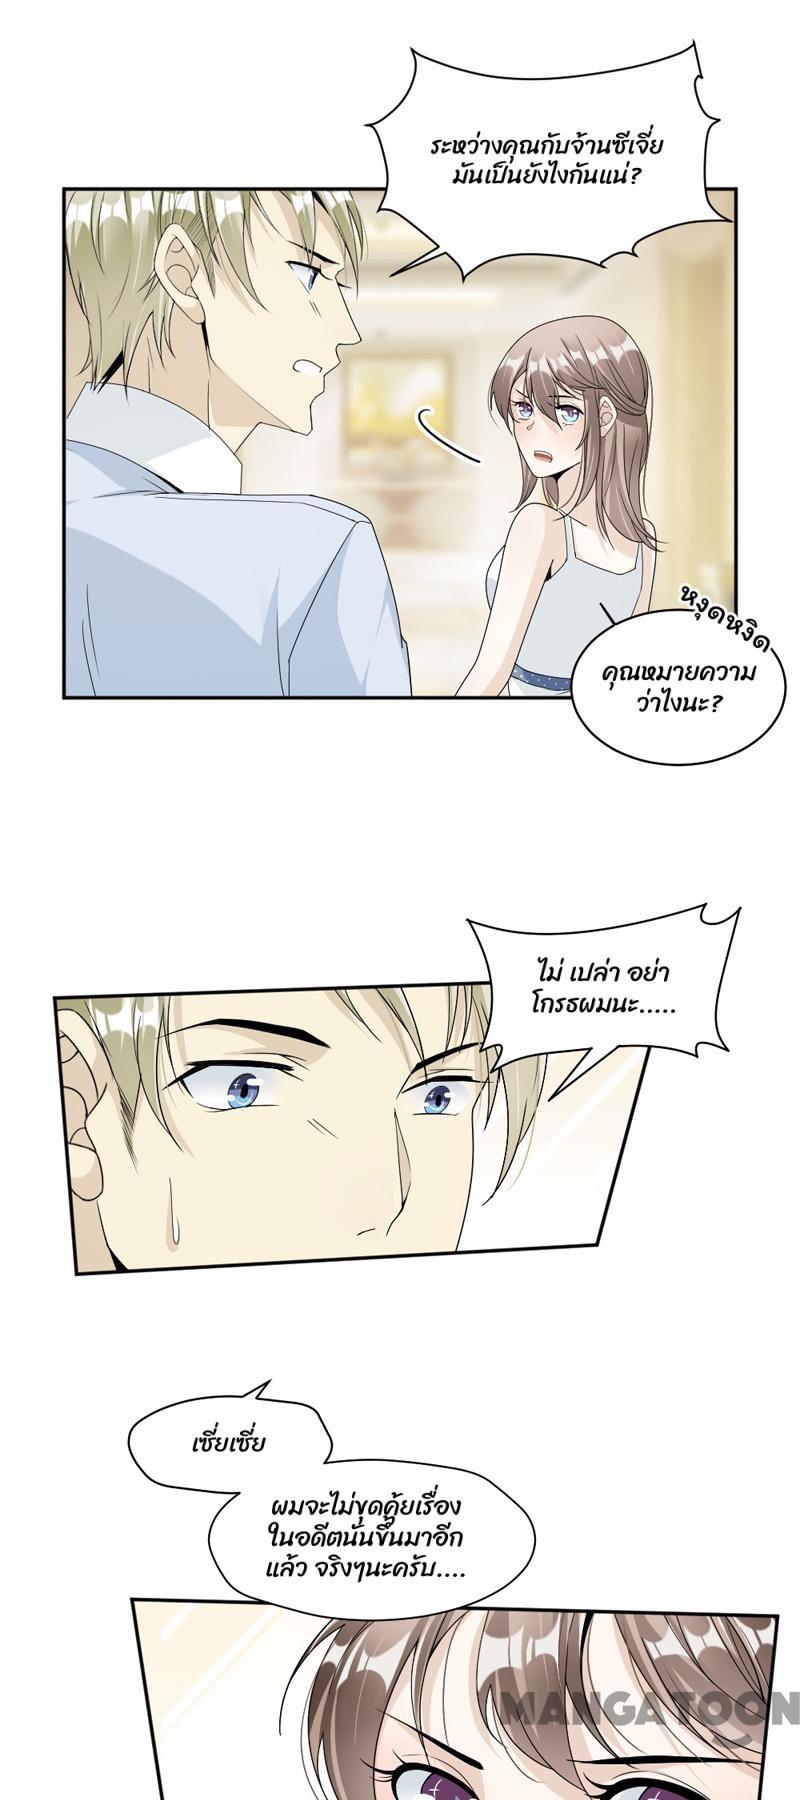 ระหว่างคุณกับจ้านซีเจี่ย
มันเป็นยังไงกันแน่?
หงุดหงิด
คุณหมายความ
ว่าไงนะ?
ไม่ เปล่า อย่า
โกรธผมนะ.....
เซี่ยเซี่ย
ผมจะไม่ขุดคุ้ยเรื่อง
ในอดีตนั่นขึ้นมาอีก
แล้ว จริงๆนะครับ....
MANGATOON